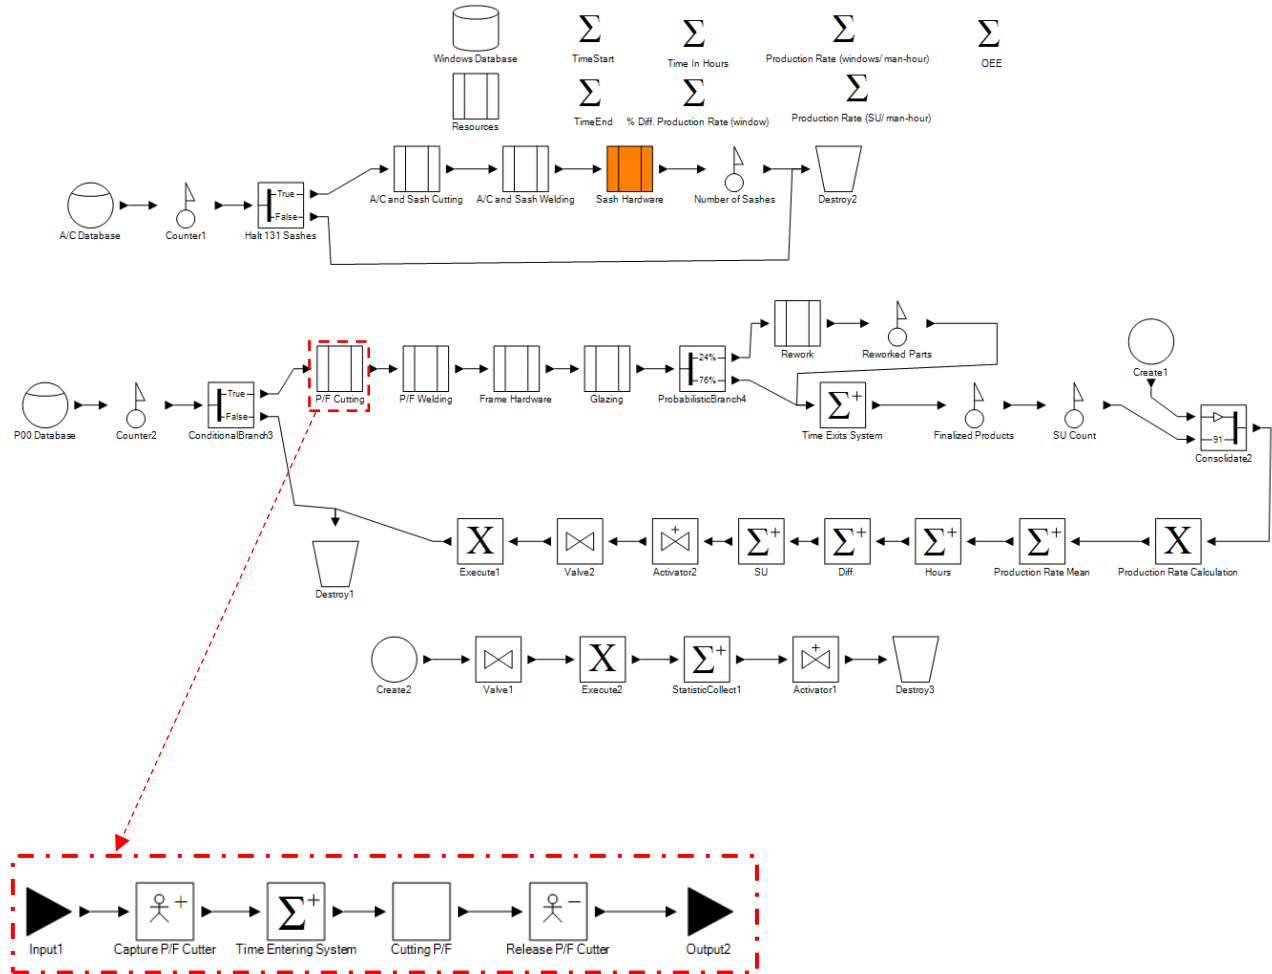 Windows Database
TimeStart
Time In Hours
Production Rate (windows/ man-hour)
OEE
Resources
TimeEnd
% Diff. Production Rate (window)
Production Rate (SU/ man-hour)
A/C Database
Counter1
True
False
Halt 131 Sashes
A/C and Sash Cutting
A/C and Sash Welding
Sash Hardware
Number of Sashes
Destroy2
P00 Database
Counter2
True
False
ConditionalBranch3
P/F Cutting
P/F Welding
Frame Hardware
Glazing
24%
76%
ProbabilisticBranch4
Rework
Reworked Parts
Time Exits System
Finalized Products
SU Count
Create1
91
Consolidate2
Destroy1
X
Execute1
Valve2
Activator2
SU
Diff.
Hours
Production Rate Mean
X
Production Rate Calculation
Create2
Valve1
X
Execute2
StatisticCollect1
Activator1
Destroy3
Input1
Capture P/F Cutter
Time Entering System
Cutting P/F
Release P/F Cutter
Output2